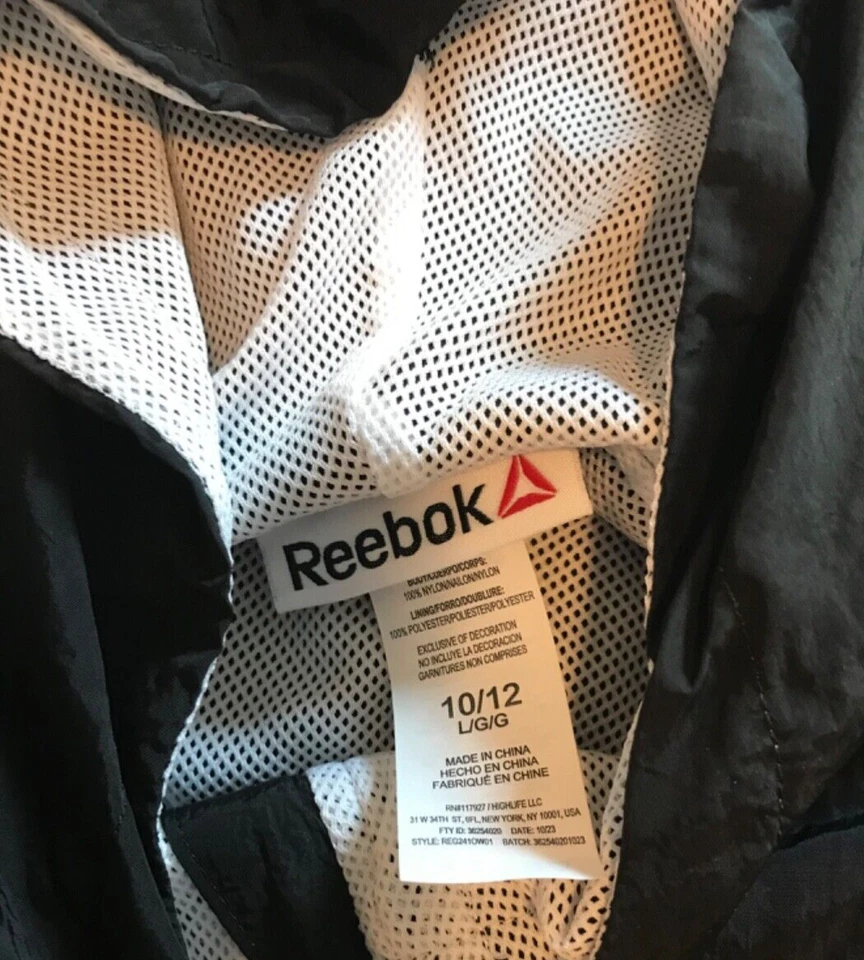 Reebok
BODY/CUERPO/CORPS:
100% NYLON/NAILON/NYLON
LINING/FORRO/DOUBLURE:
100% POLYESTER/POLIESTER/POLYESTER
EXCLUSIVE OF DECORATION
NO INCLUYE LA DECORACION
GARNITURES NON COMPRISES
10/12
L/G/G
MADE IN CHINA
HECHO EN CHINA
FABRIQUÉ EN CHINE
RN#117927 / HIGHLIFE LLC
31 W 34TH ST, 6FL, NEW YORK, NY 10001, USA
FTY ID: 36254020 DATE: 10/23
STYLE: REG241OW01 BATCH: 362540201023